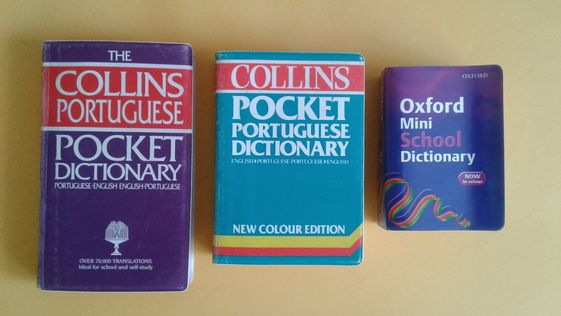 THE
COLLINS
PORTUGUESE
POCKET
DICTIONARY
PORTUGUESE·ENGLISH ENGLISH·PORTUGUESE
OVER 70,000 TRANSLATIONS
Ideal for school and self-study
COLLINS
POCKET
PORTUGUESE
DICTIONARY
ENGLISH•PORTUGUESE PORTUGUESE•ENGLISH
NEW COLOUR EDITION
OXFORD
Oxford
Mini
School
Dictionary
NOW
in colour